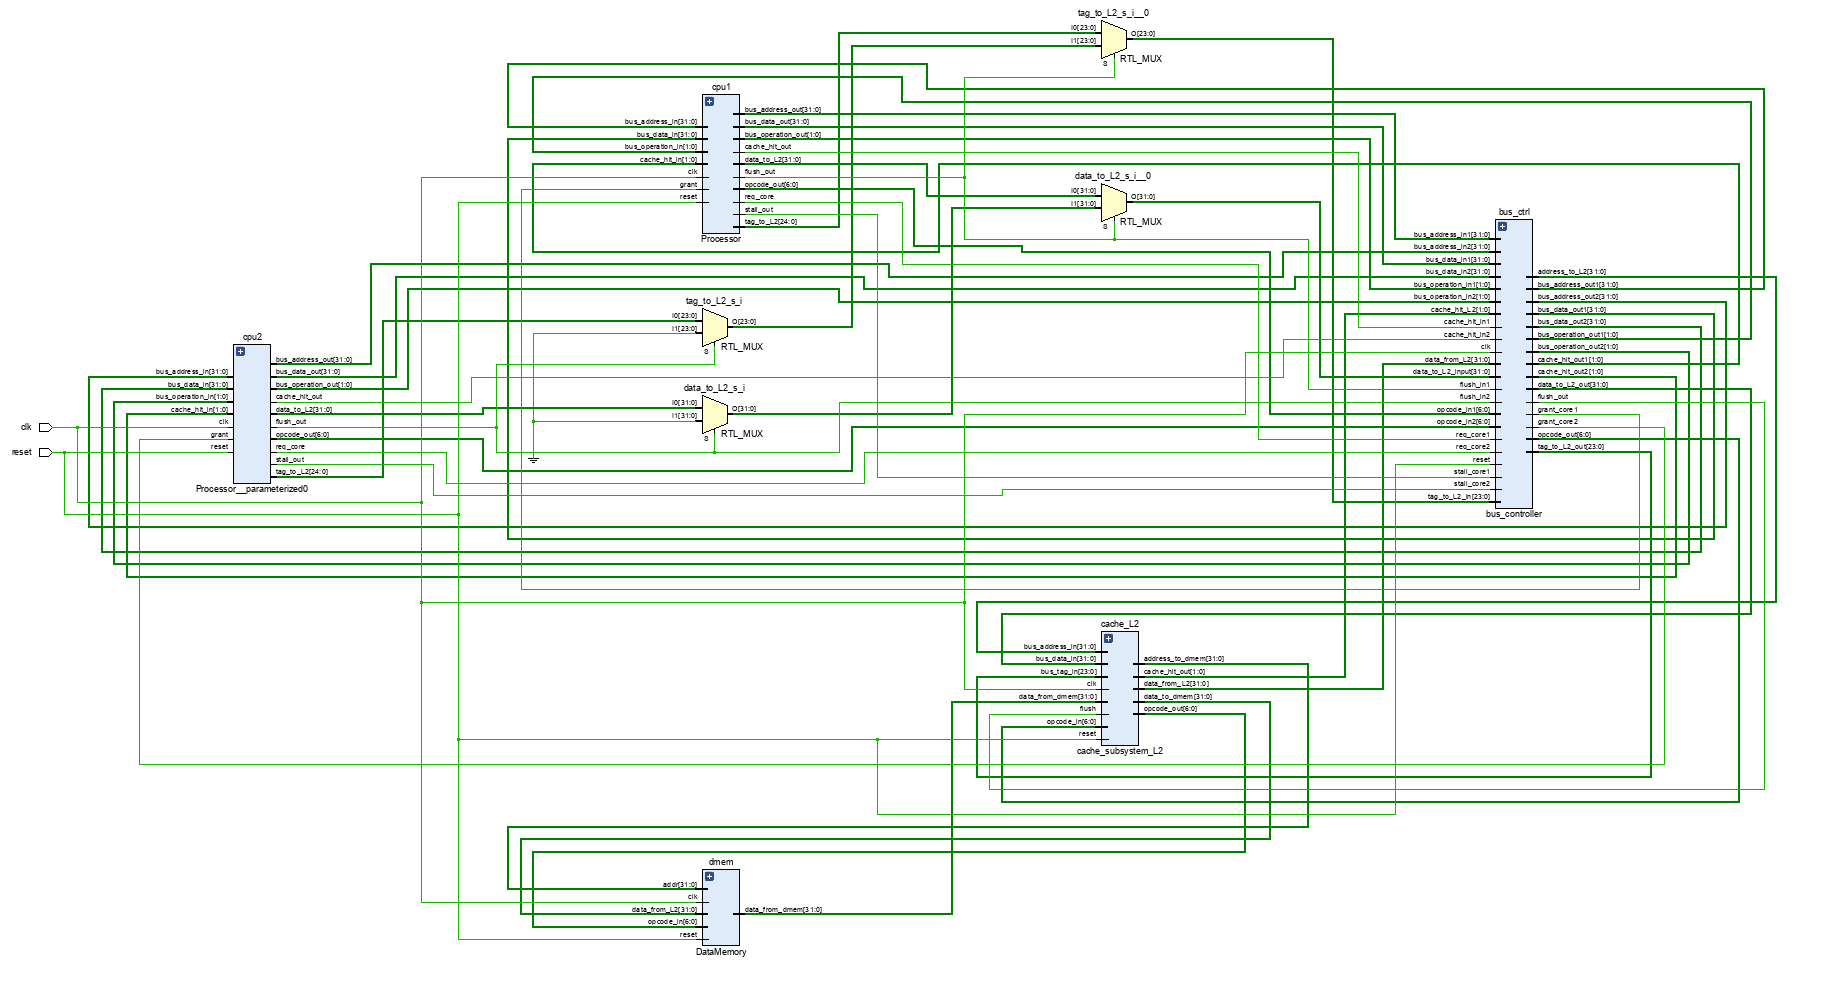 tag_to_L2_s_i__0
I0[23:0]
I1[23:0]
O[23:0]
S
RTL_MUX
cpu1
bus_address_in[31:0]
bus_data_in[31:0]
bus_operation_in[1:0]
cache_hit_in[1:0]
clk
grant
reset
bus_address_out[31:0]
bus_data_out[31:0]
bus_operation_out[1:0]
cache_hit_out
data_to_L2[31:0]
flush_out
opcode_out[6:0]
req_core
stall_out
tag_to_L2[24:0]
Processor
data_to_L2_s_i__0
I0[31:0]
I1[31:0]
O[31:0]
S
RTL_MUX
bus_ctrl
bus_address_in1[31:0]
bus_address_in2[31:0]
bus_data_in1[31:0]
bus_data_in2[31:0]
bus_operation_in1[1:0]
bus_operation_in2[1:0]
cache_hit_L2[1:0]
cache_hit_in1
cache_hit_in2
clk
data_from_L2[31:0]
data_to_L2_input[31:0]
flush_in1
flush_in2
opcode_in1[6:0]
opcode_in2[6:0]
req_core1
req_core2
reset
stall_core1
stall_core2
tag_to_L2_in[23:0]
address_to_L2[31:0]
bus_address_out1[31:0]
bus_address_out2[31:0]
bus_data_out1[31:0]
bus_data_out2[31:0]
bus_operation_out1[1:0]
bus_operation_out2[1:0]
cache_hit_out1[1:0]
cache_hit_out2[1:0]
data_to_L2_out[31:0]
flush_out
grant_core1
grant_core2
opcode_out[6:0]
tag_to_L2_out[23:0]
bus_controller
tag_to_L2_s_i
I0[23:0]
I1[23:0]
O[23:0]
S
RTL_MUX
data_to_L2_s_i
I0[31:0]
I1[31:0]
O[31:0]
S
RTL_MUX
cpu2
bus_address_in[31:0]
bus_data_in[31:0]
bus_operation_in[1:0]
cache_hit_in[1:0]
clk
grant
reset
bus_address_out[31:0]
bus_data_out[31:0]
bus_operation_out[1:0]
cache_hit_out
data_to_L2[31:0]
flush_out
opcode_out[6:0]
req_core
stall_out
tag_to_L2[24:0]
Processor__parameterized0
clk
reset
cache_L2
bus_address_in[31:0]
bus_data_in[31:0]
bus_tag_in[23:0]
clk
data_from_dmem[31:0]
flush
opcode_in[6:0]
reset
address_to_dmem[31:0]
cache_hit_out[1:0]
data_from_L2[31:0]
data_to_dmem[31:0]
opcode_out[6:0]
cache_subsystem_L2
dmem
addr[31:0]
clk
data_from_L2[31:0]
opcode_in[6:0]
reset
data_from_dmem[31:0]
DataMemory